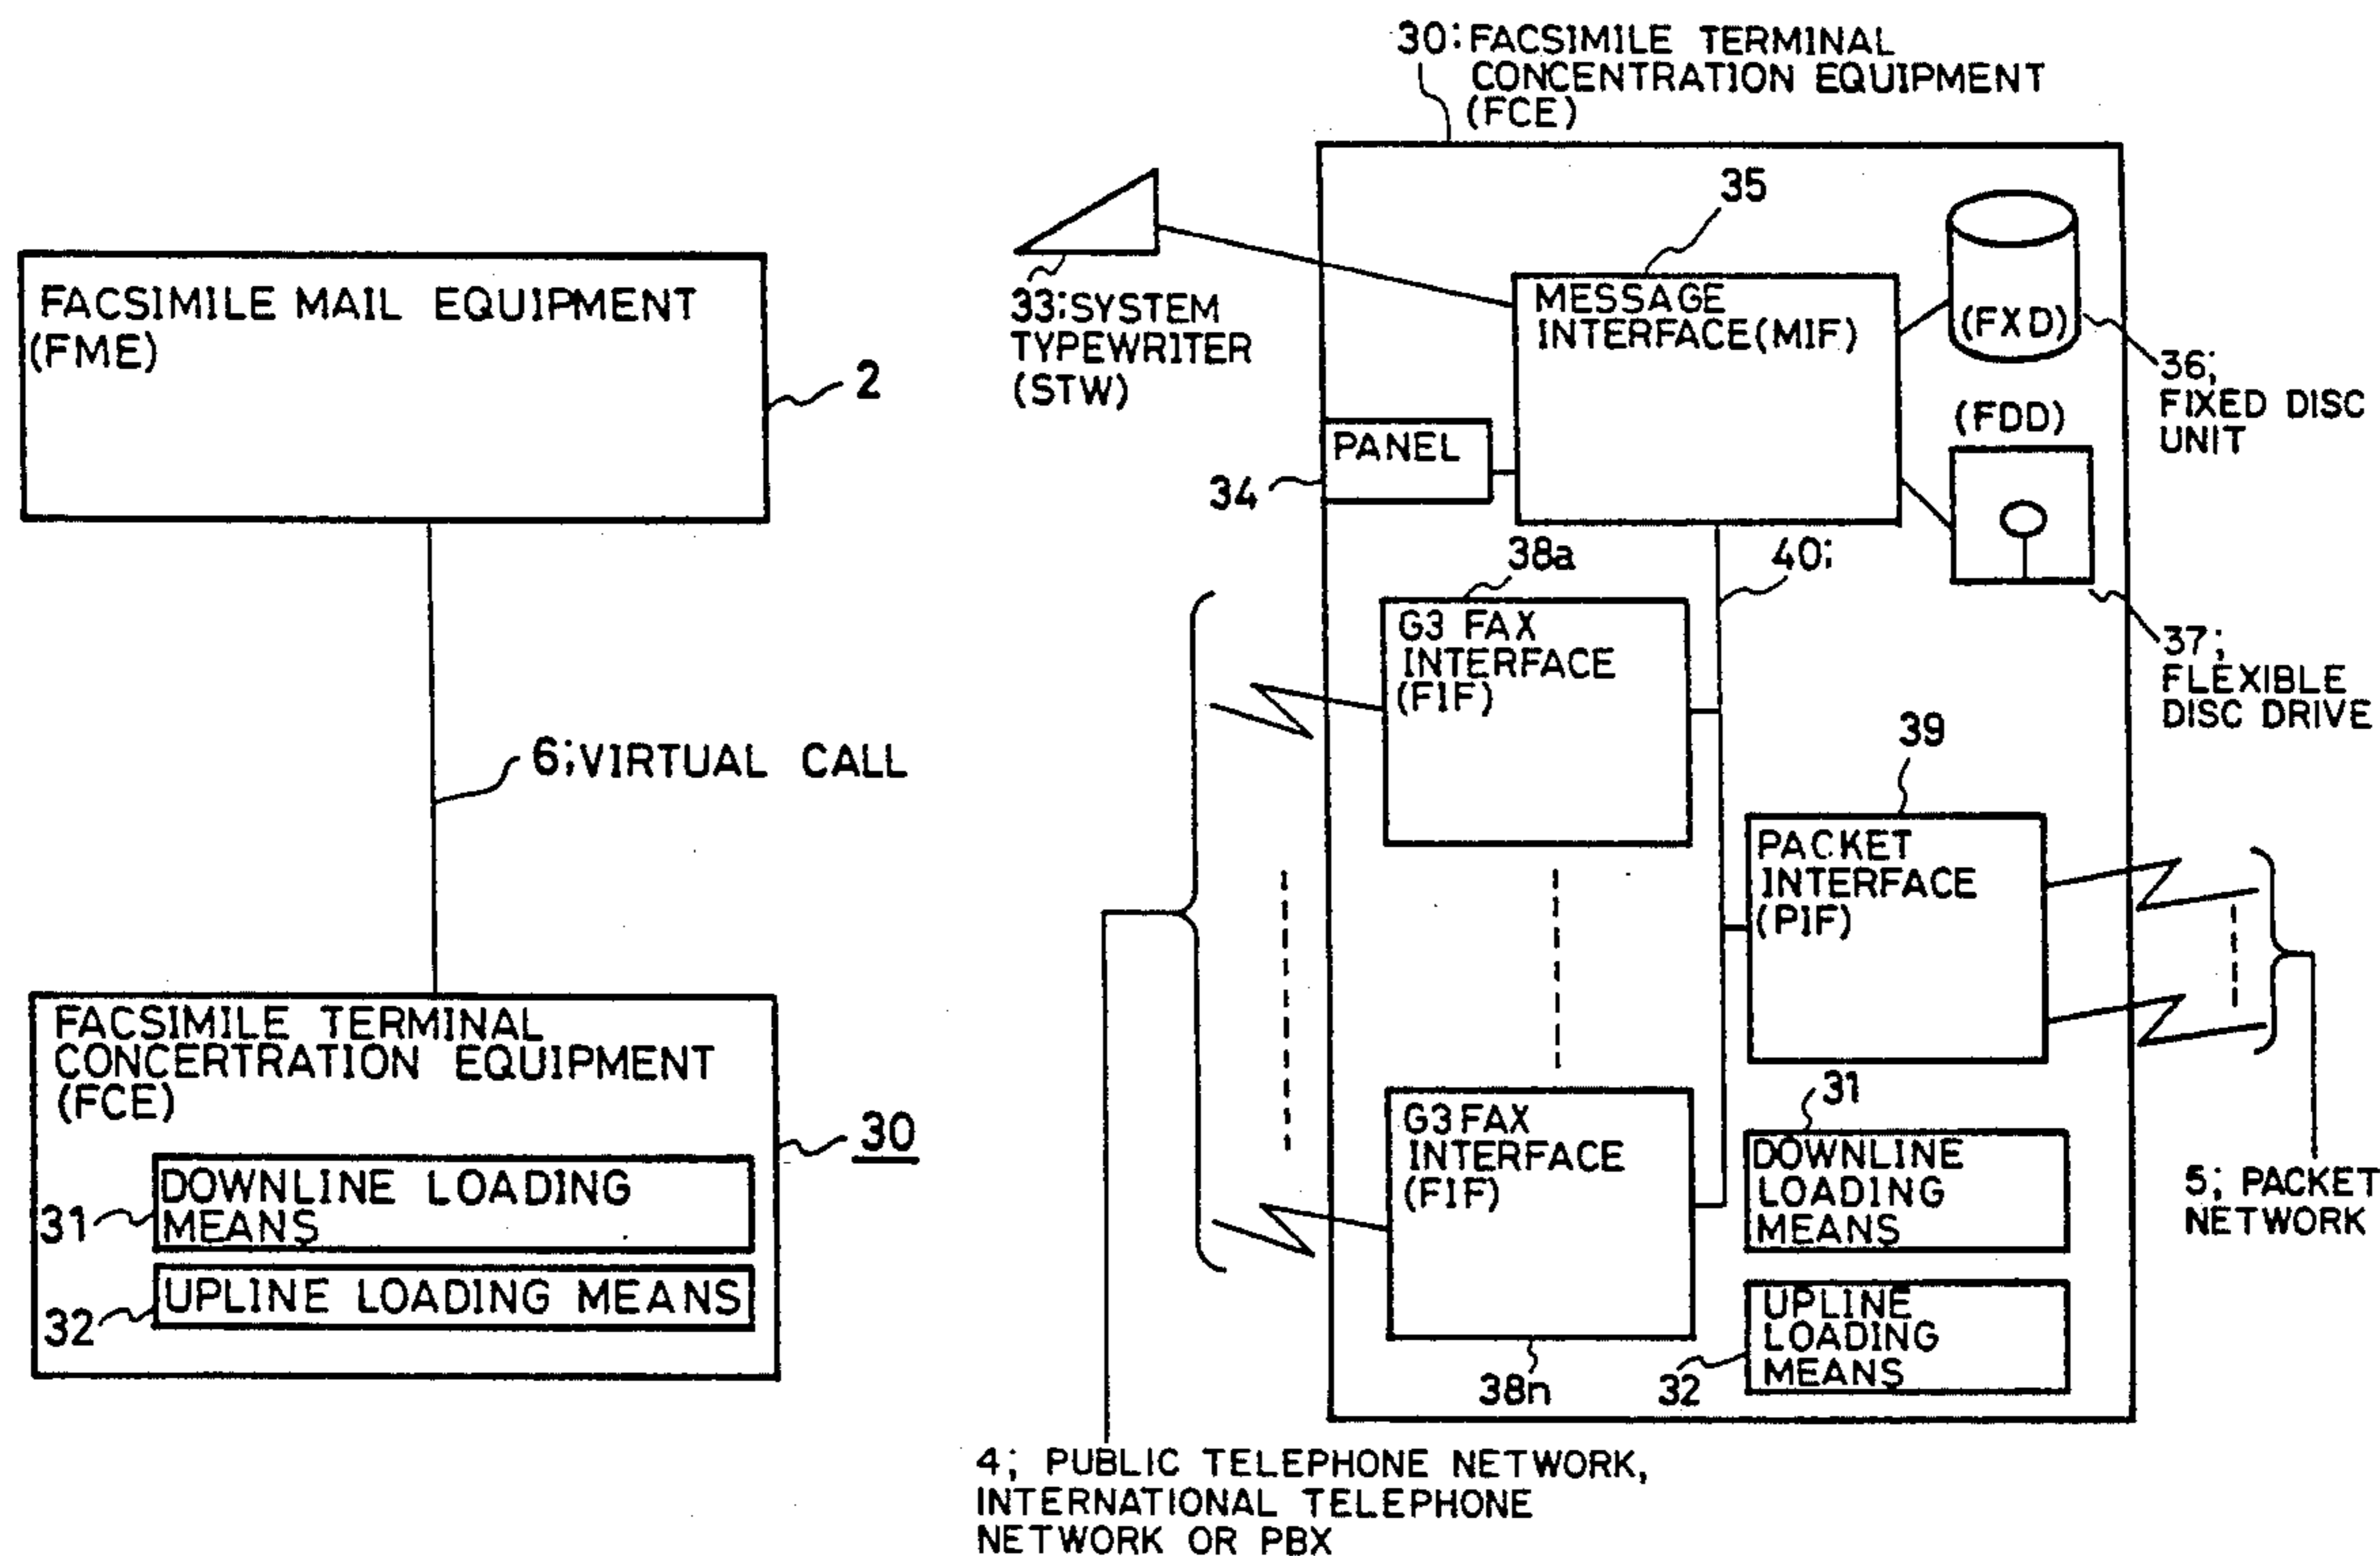 FACSIMILE MAIL EQUIPMENT
(FME)
2
6;VIRTUAL CALL
FACSIMILE TERMINAL
CONCERTRATION EQUIPMENT
(FCE)
30
DOWNLINE LOADING
MEANS
31
UPLINE LOADING MEANS
32
30:FACSIMILE TERMINAL
CONCENTRATION EQUIPMENT
(FCE)
35
33;SYSTEM
TYPEWRITER
(STW)
MESSAGE
INTERFACE(MIF)
(FXD)
36;
FIXED DISC
UNIT
PANEL
34
(FDD)
37;
FLEXIBLE
DISC DRIVE
40;
38a
G3 FAX
INTERFACE
(FIF)
39
PACKET
INTERFACE
(PIF)
G3 FAX
INTERFACE
(FIF)
38n
31
DOWNLINE
LOADING
MEANS
5; PACKET
NETWORK
UPLINE
LOADING
MEANS
32
4; PUBLIC TELEPHONE NETWORK,
INTERNATIONAL TELEPHONE
NETWORK OR PBX